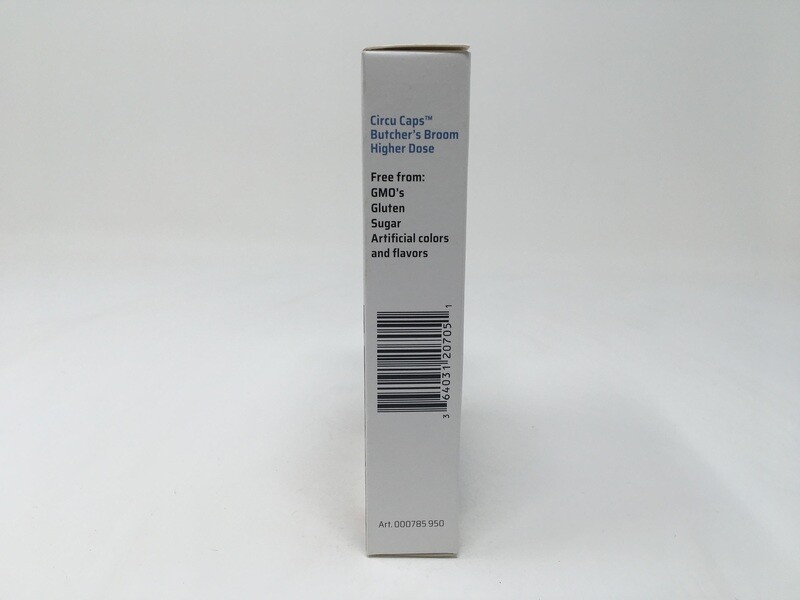 Circu Caps™
Butcher's Broom
Higher Dose
Free from:
GMO's
Gluten
Sugar
Artificial colors
and flavors
3 64031 20705 1
Art. 000785 950